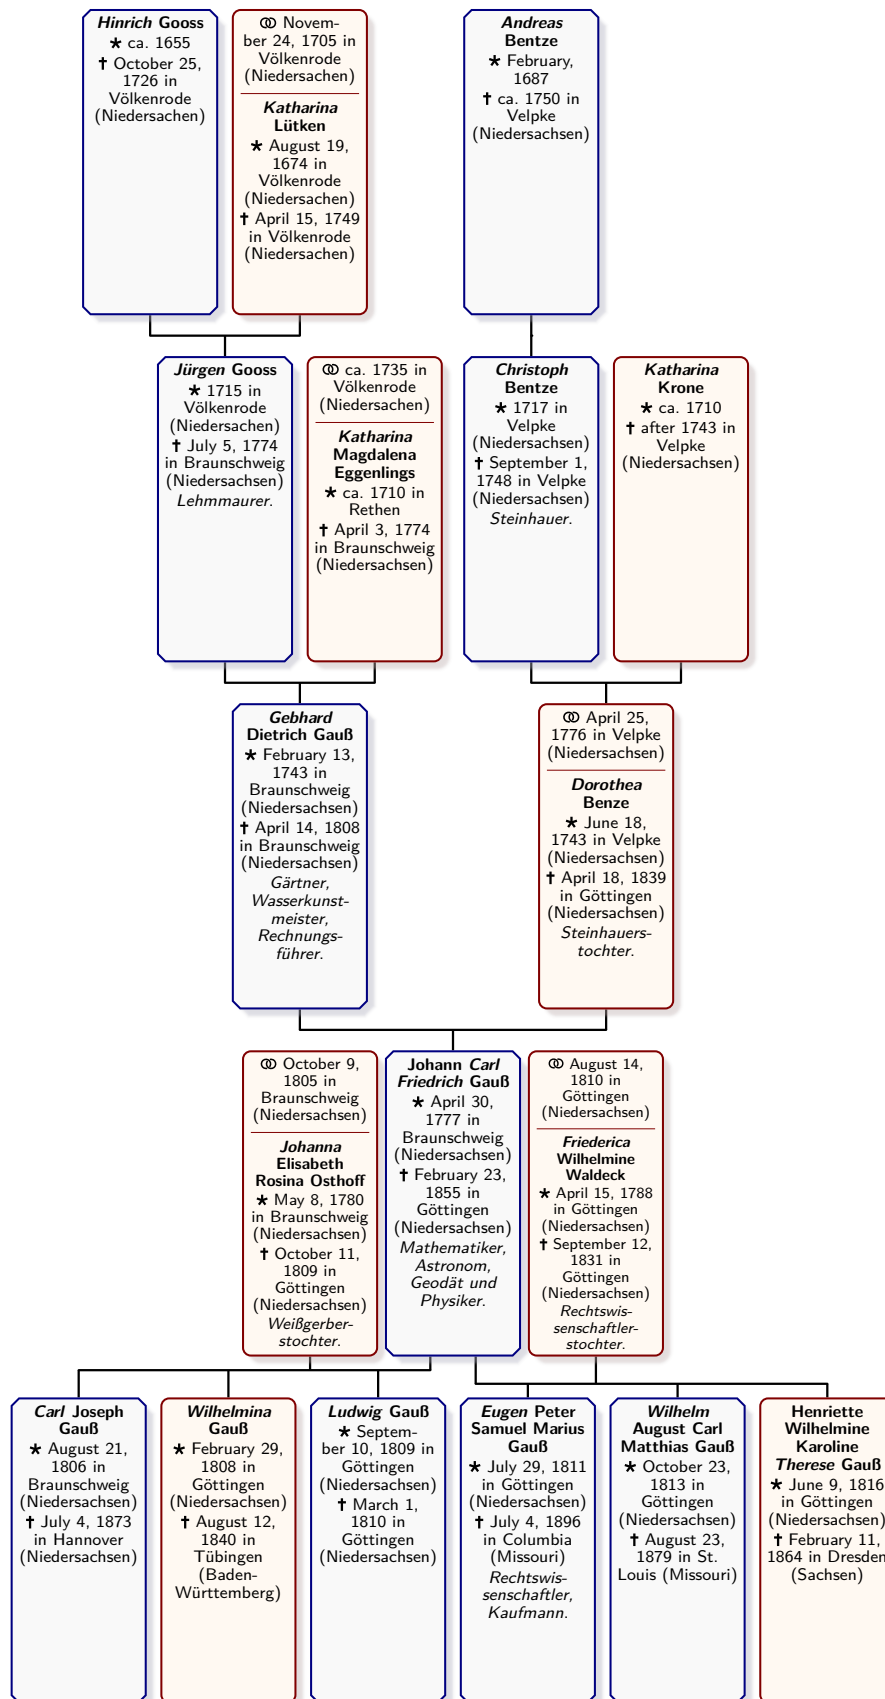 Hinrich Gooss
★ ca. 1655
† October 25,
1726 in
Völkenrode
(Niedersachen)
⚭ Novem-
ber 24, 1705 in
Völkenrode
(Niedersachen)
Katharina
Lütken
★ August 19,
1674 in
Völkenrode
(Niedersachen)
† April 15, 1749
in Völkenrode
(Niedersachen)
Andreas
Bentze
★ February,
1687
† ca. 1750 in
Velpke
(Niedersachsen)
Jürgen Gooss
★ 1715 in
Völkenrode
(Niedersachen)
† July 5, 1774
in Braunschweig
(Niedersachsen)
Lehmmaurer.
⚭ ca. 1735 in
Völkenrode
(Niedersachen)
Katharina
Magdalena
Eggenlings
★ ca. 1710 in
Rethen
† April 3, 1774
in Braunschweig
(Niedersachsen)
Christoph
Bentze
★ 1717 in
Velpke
(Niedersachsen)
† September 1,
1748 in Velpke
(Niedersachsen)
Steinhauer.
Katharina
Krone
★ ca. 1710
† after 1743 in
Velpke
(Niedersachsen)
Gebhard
Dietrich Gauß
★ February 13,
1743 in
Braunschweig
(Niedersachsen)
† April 14, 1808
in Braunschweig
(Niedersachsen)
Gärtner,
Wasserkunst-
meister,
Rechnungs-
führer.
⚭ April 25,
1776 in Velpke
(Niedersachsen)
Dorothea
Benze
★ June 18,
1743 in Velpke
(Niedersachsen)
† April 18, 1839
in Göttingen
(Niedersachsen)
Steinhauers-
tochter.
⚭ October 9,
1805 in
Braunschweig
(Niedersachsen)
Johanna
Elisabeth
Rosina Osthoff
★ May 8, 1780
in Braunschweig
(Niedersachsen)
† October 11,
1809 in
Göttingen
(Niedersachsen)
Weißgerber-
stochter.
Johann Carl
Friedrich Gauß
★ April 30,
1777 in
Braunschweig
(Niedersachsen)
† February 23,
1855 in
Göttingen
(Niedersachsen)
Mathematiker,
Astronom,
Geodät und
Physiker.
⚭ August 14,
1810 in
Göttingen
(Niedersachsen)
Friederica
Wilhelmine
Waldeck
★ April 15, 1788
in Göttingen
(Niedersachsen)
† September 12,
1831 in
Göttingen
(Niedersachsen)
Rechtswis-
senschaftler-
stochter.
Carl Joseph
Gauß
★ August 21,
1806 in
Braunschweig
(Niedersachsen)
† July 4, 1873
in Hannover
(Niedersachsen)
Wilhelmina
Gauß
★ February 29,
1808 in
Göttingen
(Niedersachsen)
† August 12,
1840 in
Tübingen
(Baden-
Württemberg)
Ludwig Gauß
★ Septem-
ber 10, 1809 in
Göttingen
(Niedersachsen)
† March 1,
1810 in
Göttingen
(Niedersachsen)
Eugen Peter
Samuel Marius
Gauß
★ July 29, 1811
in Göttingen
(Niedersachsen)
† July 4, 1896
in Columbia
(Missouri)
Rechtswis-
senschaftler,
Kaufmann.
Wilhelm
August Carl
Matthias Gauß
★ October 23,
1813 in
Göttingen
(Niedersachsen)
† August 23,
1879 in St.
Louis (Missouri)
Henriette
Wilhelmine
Karoline
Therese Gauß
★ June 9, 1816
in Göttingen
(Niedersachsen)
† February 11,
1864 in Dresden
(Sachsen)